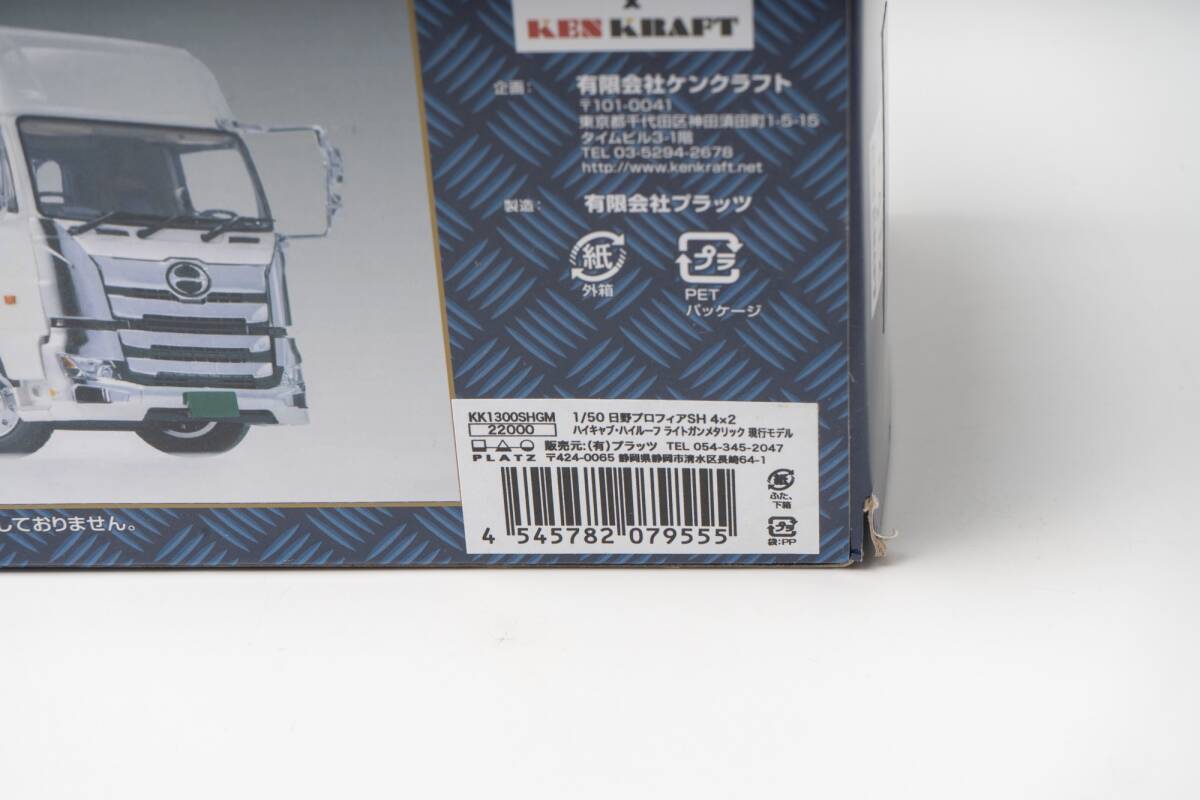 x
KEN KRAFT
企画: 有限会社ケンクラフト
〒101-0041
東京都千代田区神田須田町1-5-15
タイムビル3-1階
TEL 03-5294-2678
http://www.kenkraft.net
製造: 有限会社プラッツ
紙
外箱
プラ
PET
パッケージ
KK1300SHGM 1/50 日野プロフィアSH 4×2
22000 ハイキャブ・ハイルーフ ライトガンメタリック 現行モデル
販売元:(有)プラッツ TEL 054-345-2047
PLATZ 〒424-0065 静岡県静岡市清水区長崎64-1
紙
ふた、
下箱
プラ
袋:PP
4 545782 079555
しておりません。